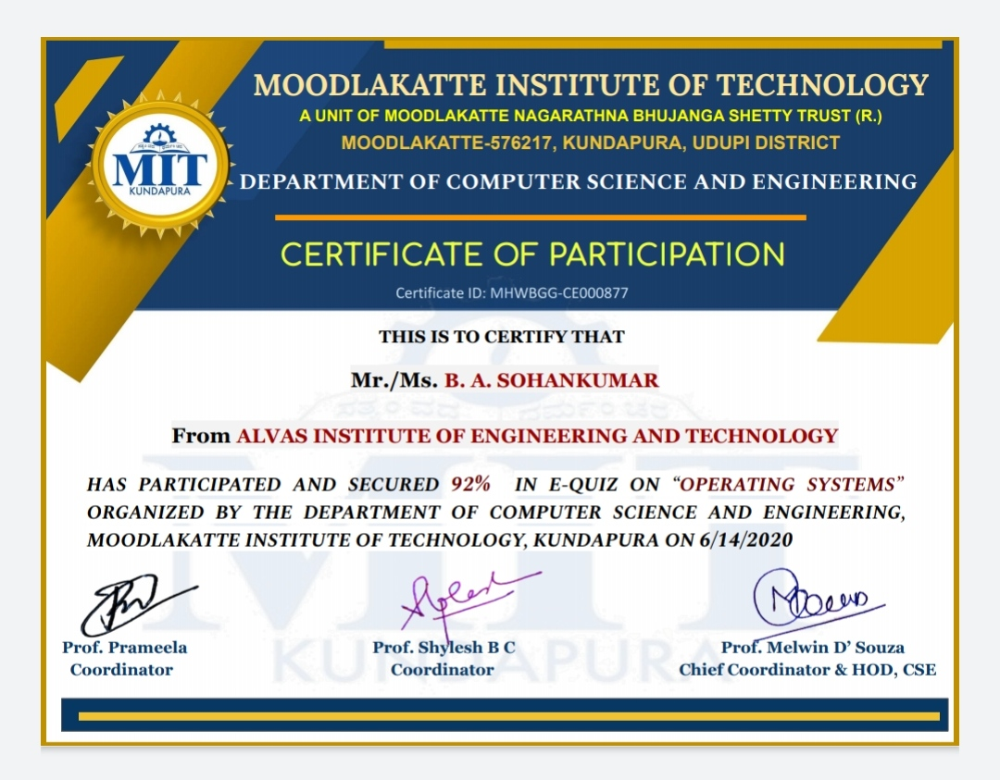 MOODLAKATTE INSTITUTE OF TECHNOLOGY
A UNIT OF MOODLAKATTE NAGARATHNA BHUJANGA SHETTY TRUST (R.)
MOODLAKATTE-576217, KUNDAPURA, UDUPI DISTRICT
MIT
KUNDAPURA
DEPARTMENT OF COMPUTER SCIENCE AND ENGINEERING
CERTIFICATE OF PARTICIPATION
Certificate ID: MHWBGG-CE000877
THIS IS TO CERTIFY THAT
Mr./Ms. B. A. SOHANKUMAR
From ALVAS INSTITUTE OF ENGINEERING AND TECHNOLOGY
HAS PARTICIPATED AND SECURED 92% IN E-QUIZ ON “OPERATING SYSTEMS”
ORGANIZED BY THE DEPARTMENT OF COMPUTER SCIENCE AND ENGINEERING,
MOODLAKATTE INSTITUTE OF TECHNOLOGY, KUNDAPURA ON 6/14/2020
MIT
KUNDAPURA
Prof. Prameela
Coordinator
Prof. Shylesh B C
Coordinator
Prof. Melwin D’ Souza
Chief Coordinator & HOD, CSE